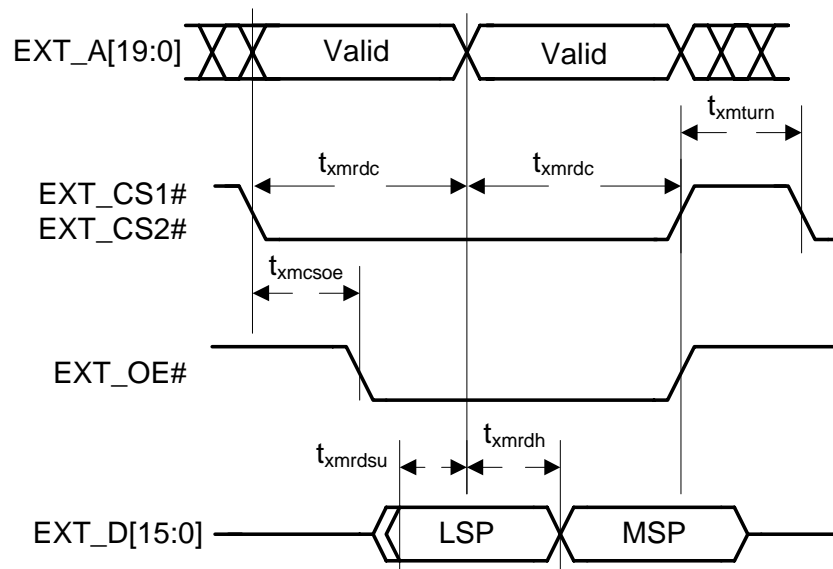 EXT_A[19:0]
Valid
Valid
txmturn
txmrdc
txmrdc
EXT_CS1#
EXT_CS2#
txmcsoe
EXT_OE#
txmrdsu
txmrdh
EXT_D[15:0]
LSP
MSP